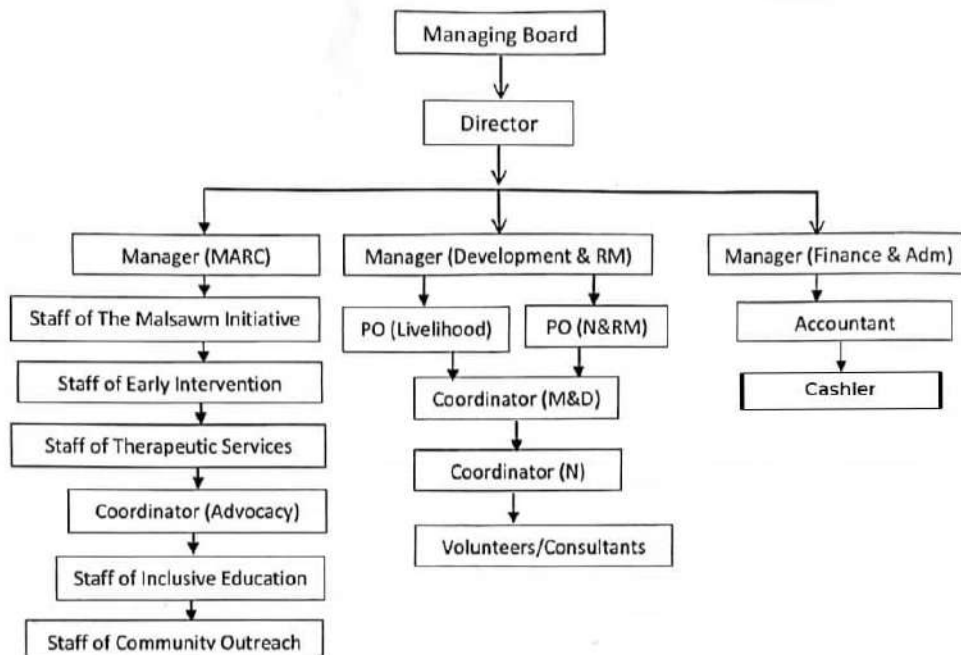 Managing Board
Director
Manager (MARC)
Manager (Development & RM)
Manager (Finance & Adm)
Staff of The Malsawm Initiative
PO (Livelihood)
PO (N&RM)
Accountant
Staff of Early Intervention
Coordinator (M&D)
Cashler
Staff of Therapeutic Services
Coordinator (N)
Coordinator (Advocacy)
Volunteers/Consultants
Staff of Inclusive Education
Staff of Community Outreach